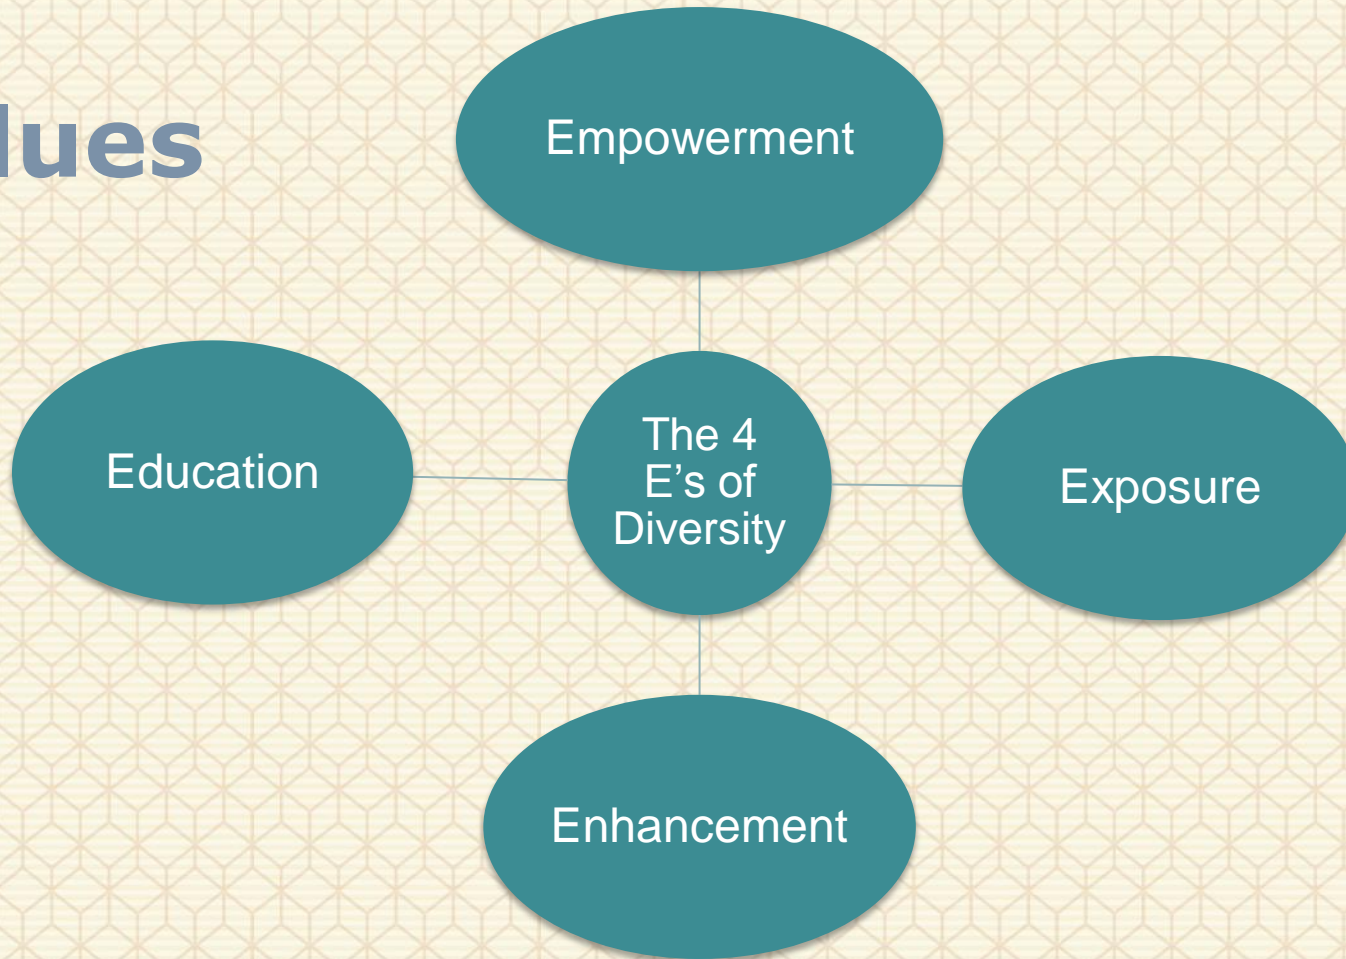 lues
Empowerment
Education
The 4
E’s of
Diversity
Exposure
Enhancement